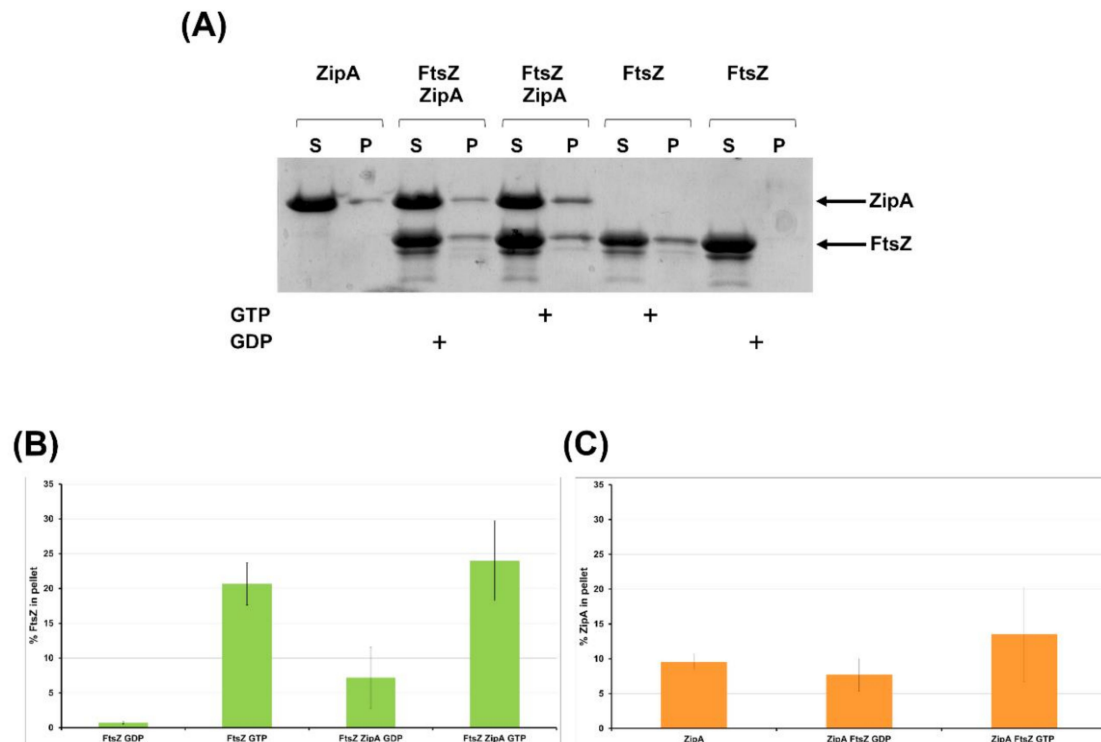 (A)
ZipA FtsZ FtsZ FtsZ FtsZ
ZipA ZipA
S P S P S P S P S P
ZipA
FtsZ
GTP + +
GDP + +
(B)
% FtsZ in pellet
35
30
25
20
15
10
5
0
FtsZ GDP FtsZ GTP FtsZ ZipA GDP FtsZ ZipA GTP
(C)
% ZipA in pellet
35
30
25
20
15
10
5
0
ZipA ZipA FtsZ GDP ZipA FtsZ GTP